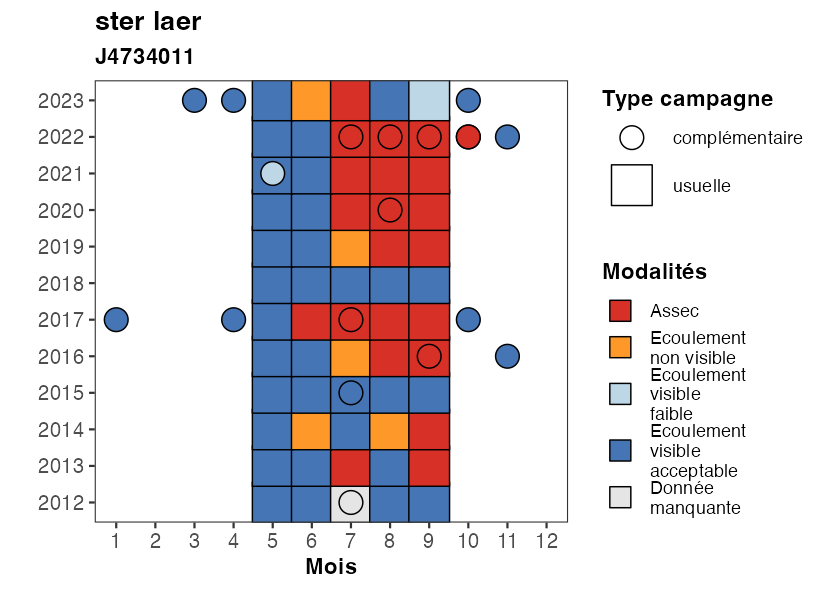 ster laer
J4734011
2023
2022
2021
2020
2019
2018
2017
2016
2015
2014
2013
2012
1 2 3 4 5 6 7 8 9 10 11 12
Mois
Type campagne
complémentaire
usuelle
Modalités
Assec
Ecoulement
non visible
Ecoulement
visible
faible
Ecoulement
visible
acceptable
Donnée
manquante